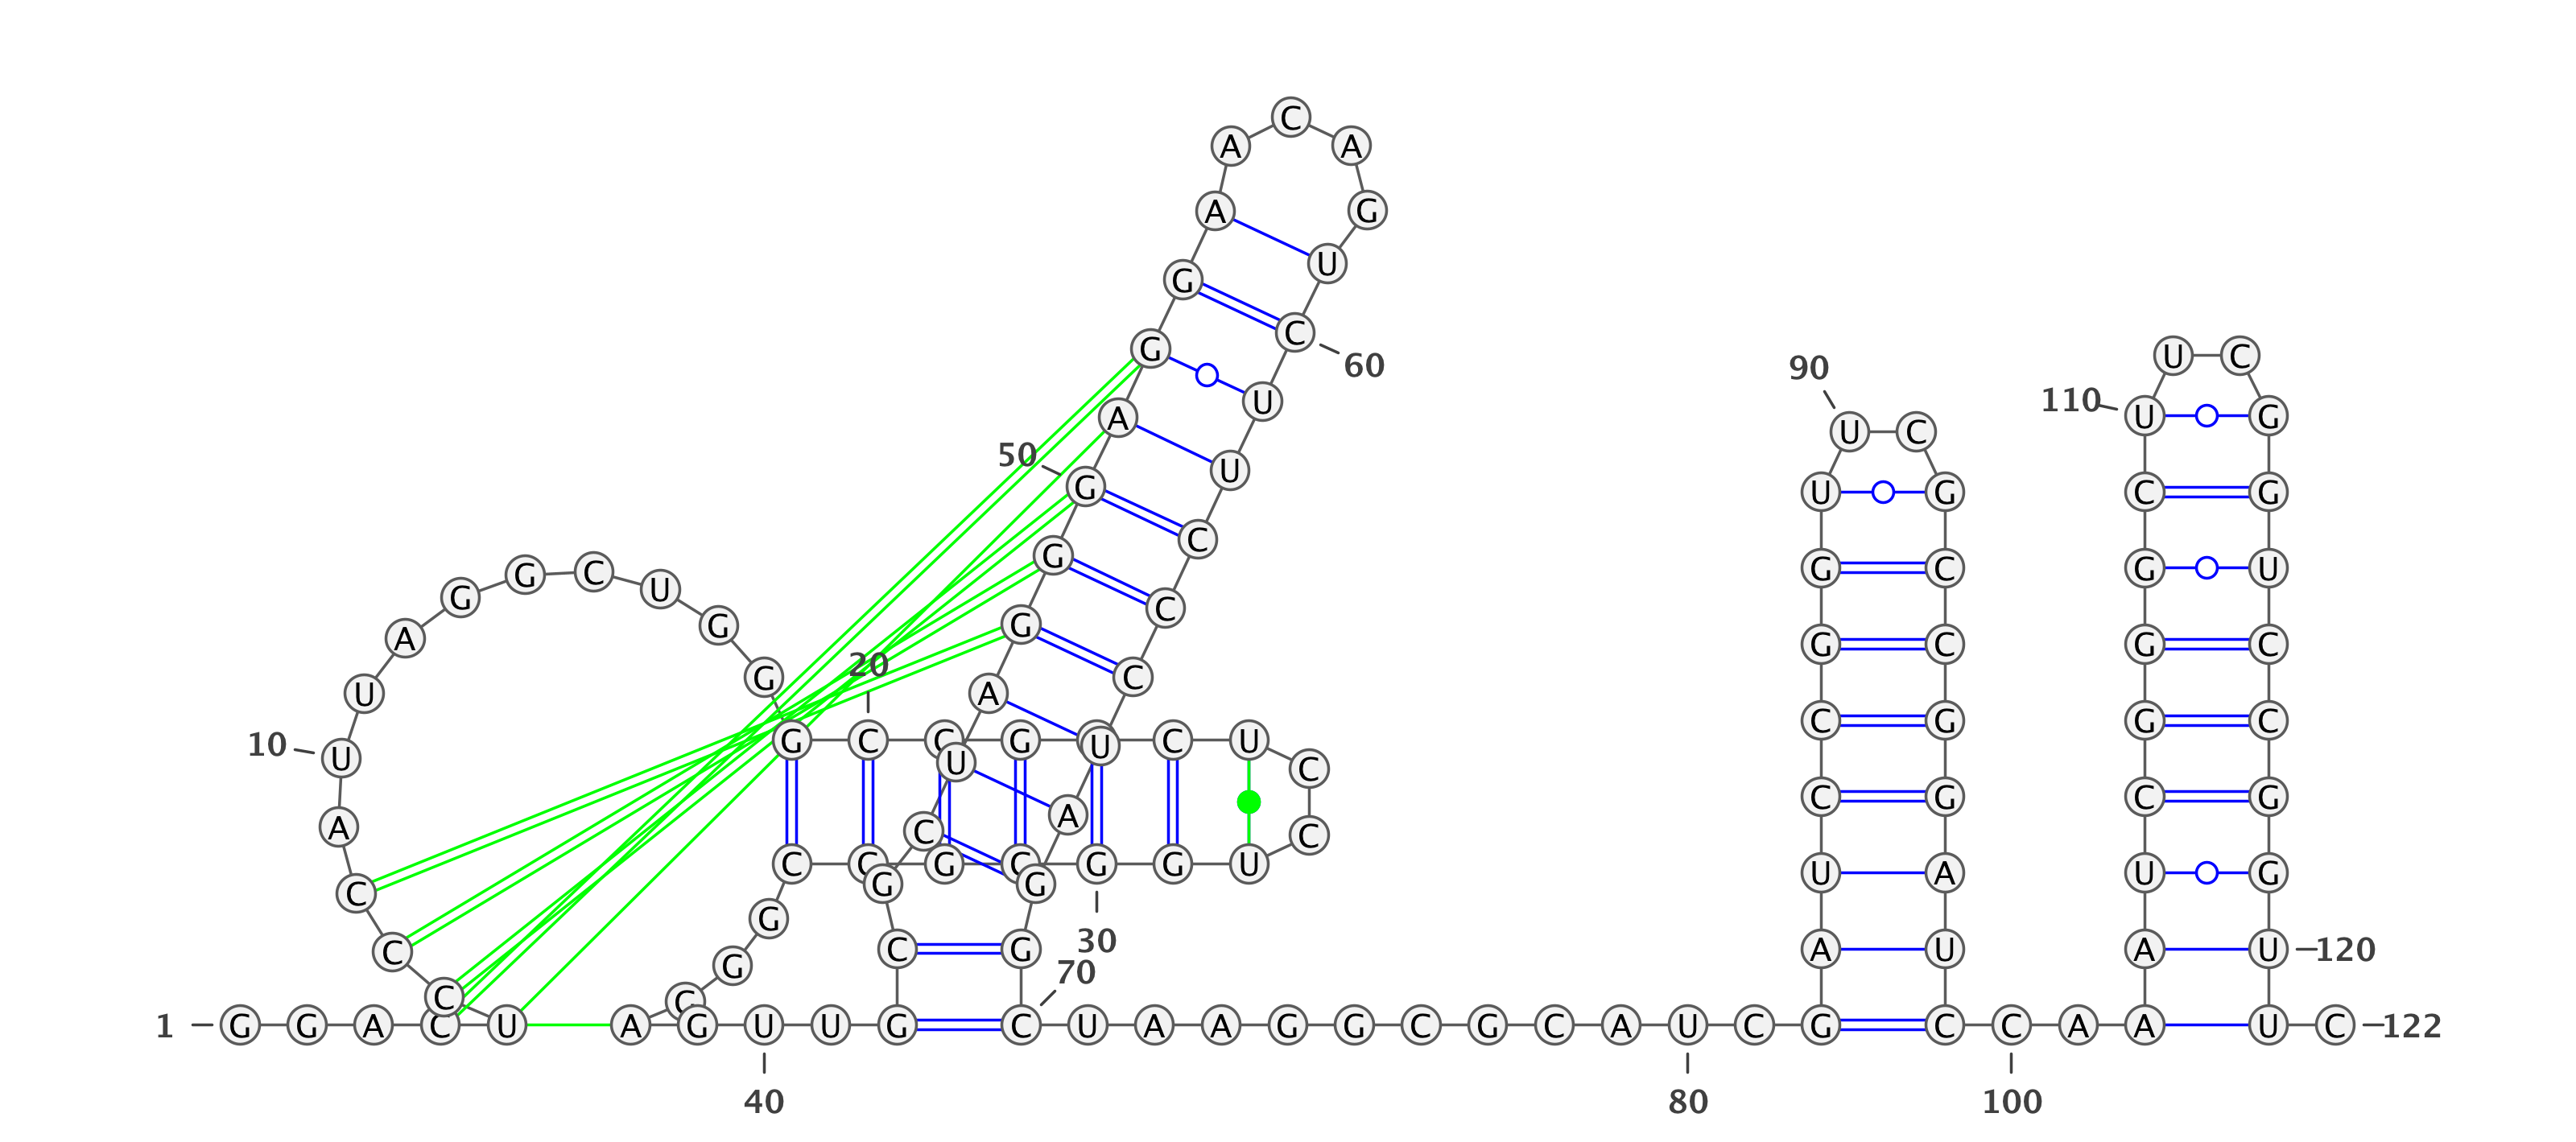 C
A A
A G
U
G
C
G U C
60 90
U 110 U G
A U C
50 U
G U G C G
C
G G C G U
G C U
A G G G C G C
20
U A G C
C G G C
G C C G U C U
10 U U C
A C A C G C G
C C G C G G U C
C G G U A U G
G
G C G A U A U 120
30
C C 70
1 G G A C U A G U U G C U A A G G C G C A U C G C C A A U C 122
40 80 100